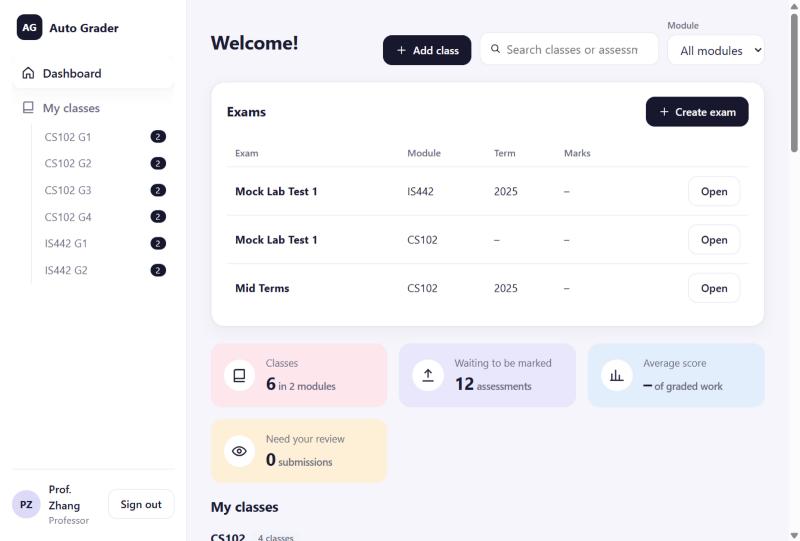 AG Auto Grader
Dashboard
My classes
CS102 G1 2
CS102 G2 2
CS102 G3 2
CS102 G4 2
IS442 G1 2
IS442 G2 2
PZ
Prof.
Zhang
Professor
Sign out
Welcome!
+ Add class
Search classes or assessn
Module
All modules
Exams
+ Create exam
Exam Module Term Marks
Mock Lab Test 1 IS442 2025 – Open
Mock Lab Test 1 CS102 – – Open
Mid Terms CS102 2025 – Open
Classes
6 in 2 modules
Waiting to be marked
12 assessments
Average score
– of graded work
Need your review
0 submissions
My classes
CS102 4 classes